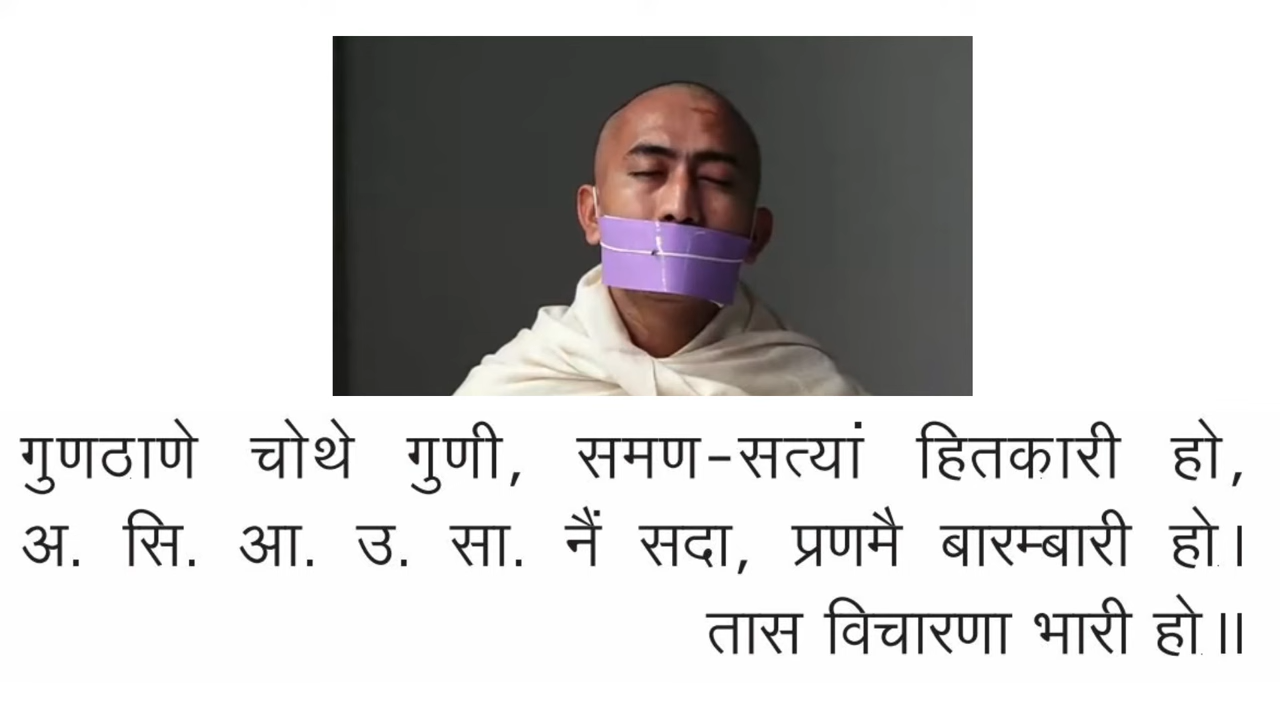 गुणठाणे चोथे गुणी, समण-सत्यां हितकारी हो,
अ. सि. आ. उ. सा. नैं सदा, प्रणमै बारम्बारी हो।
तास विचारणा भारी हो॥